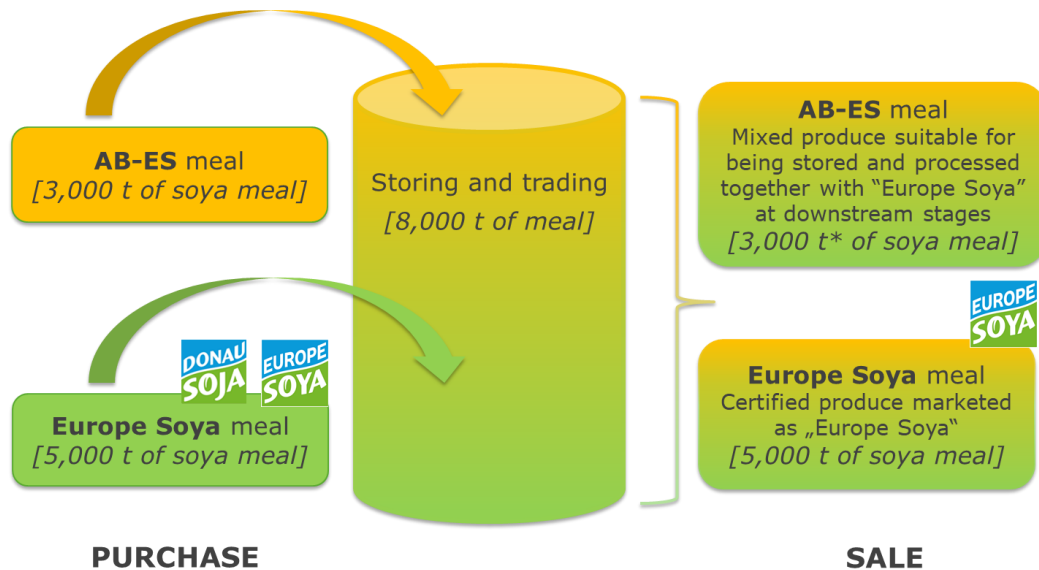 AB-ES meal
[3,000 t of soya meal]
DONAU
SOJA
EUROPE
SOYA
Europe Soya meal
[5,000 t of soya meal]
PURCHASE
Storing and trading
[8,000 t of meal]
AB-ES meal
Mixed produce suitable for
being stored and processed
together with “Europe Soya”
at downstream stages
[3,000 t* of soya meal]
EUROPE
SOYA
Europe Soya meal
Certified produce marketed
as „Europe Soya“
[5,000 t of soya meal]
SALE